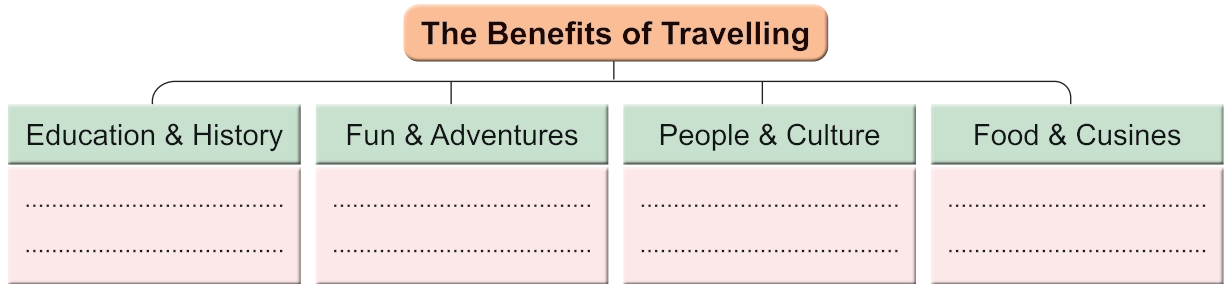 The Benefits of Travelling
Education & History
Fun & Adventures
People & Culture
Food & Cusines